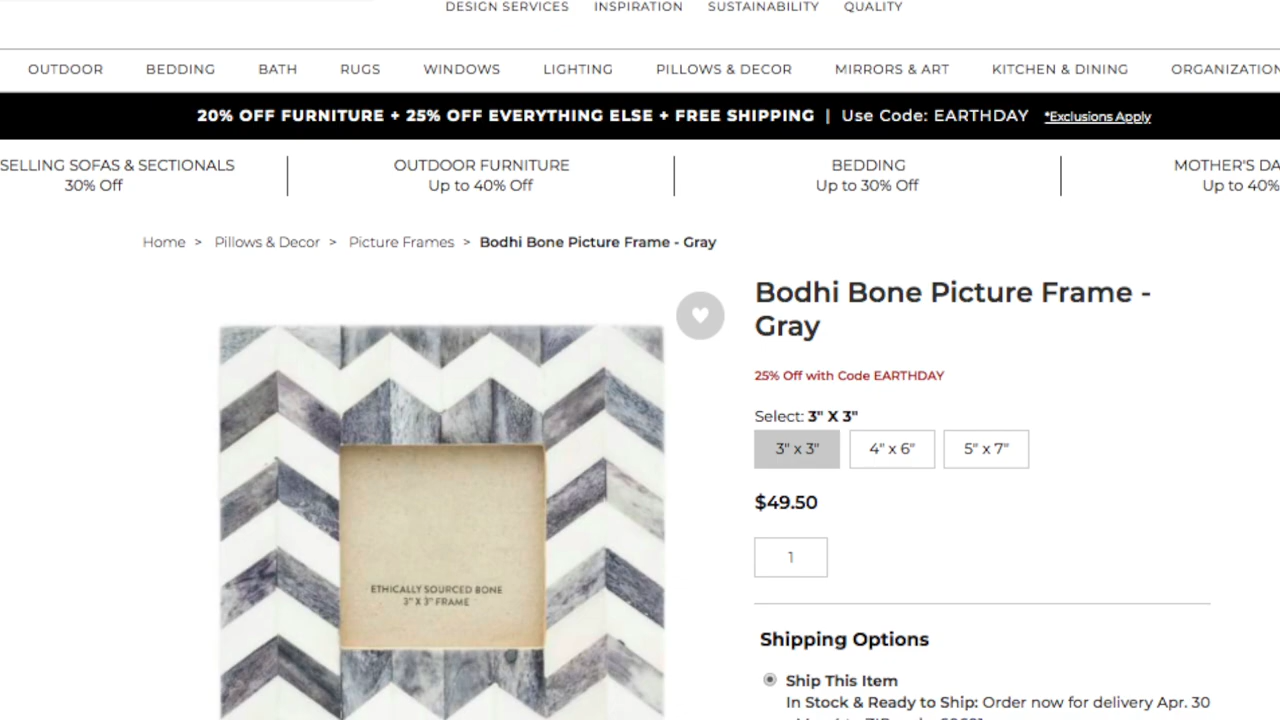 DESIGN SERVICES INSPIRATION SUSTAINABILITY QUALITY
OUTDOOR BEDDING BATH RUGS WINDOWS LIGHTING PILLOWS & DECOR MIRRORS & ART KITCHEN & DINING ORGANIZATION
20% OFF FURNITURE + 25% OFF EVERYTHING ELSE + FREE SHIPPING | Use Code: EARTHDAY *Exclusions Apply
SELLING SOFAS & SECTIONALS
30% Off
OUTDOOR FURNITURE
Up to 40% Off
BEDDING
Up to 30% Off
MOTHER'S DA
Up to 40%
Home > Pillows & Decor > Picture Frames > Bodhi Bone Picture Frame - Gray
ETHICALLY SOURCED BONE
3" X 3" FRAME
Bodhi Bone Picture Frame -
Gray
25% Off with Code EARTHDAY
Select: 3" X 3"
3" x 3" 4" x 6" 5" x 7"
$49.50
1
Shipping Options
Ship This Item
In Stock & Ready to Ship: Order now for delivery Apr. 30